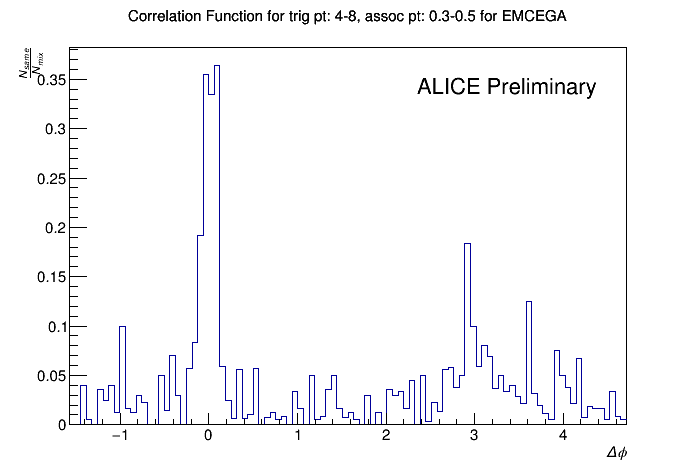 Correlation Function for trig pt: 4-8, assoc pt: 0.3-0.5 for EMCEGA
N_same
N_mix
ALICE Preliminary
0.35
0.3
0.25
0.2
0.15
0.1
0.05
0
−1 0 1 2 3 4
Δϕ